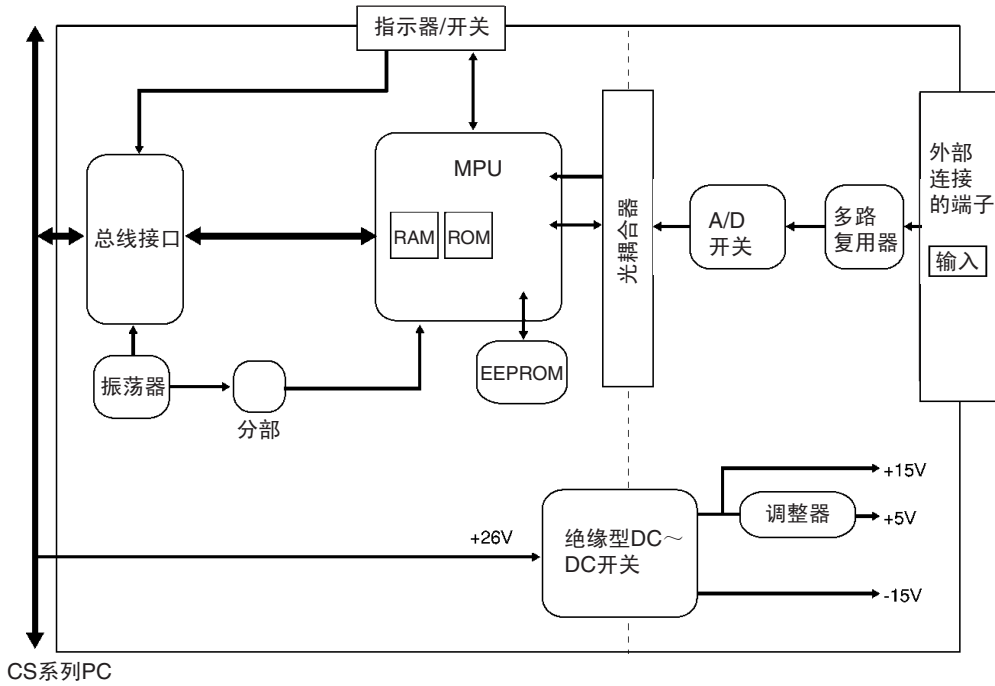 指示器/开关
MPU
RAM
ROM
总线接口
光耦合器
A/D
开关
多路
复用器
外部
连接
的端子
输入
EEPROM
振荡器
分部
+15V
调整器
+5V
+26V
绝缘型DC～
DC开关
-15V
CS系列PC